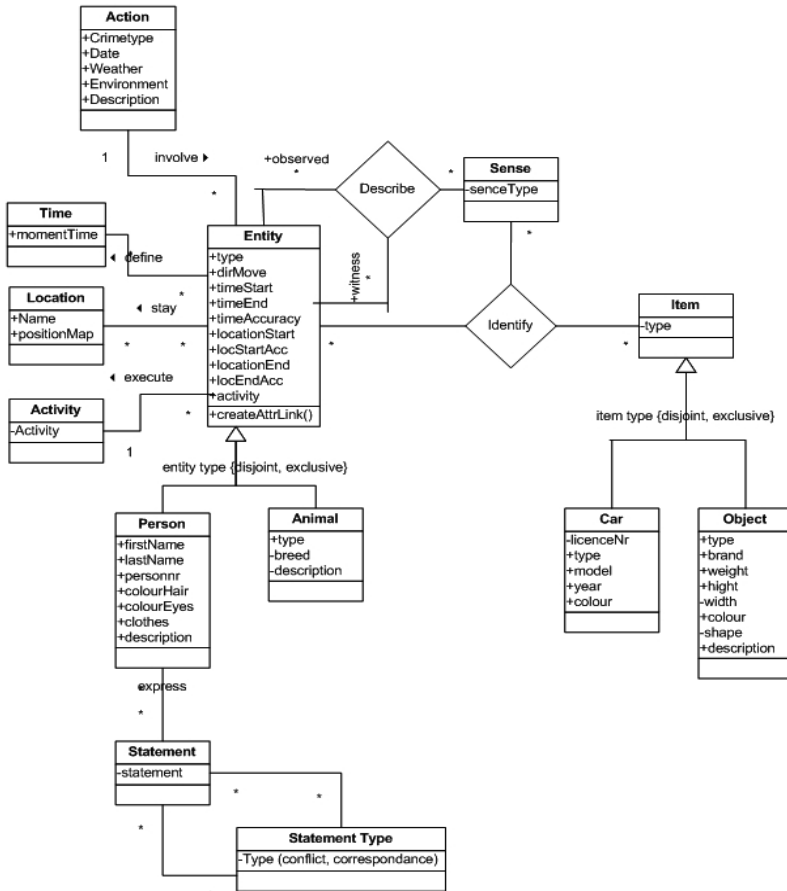 Action
+Crimetype
+Date
+Weather
+Environment
+Description
1
involve
*
+observed
*
Describe
*
Sense
-senceType
*
Time
+momentTime
*
define
*
Entity
+type
+dirMove
+timeStart
+timeEnd
+timeAccuracy
+locationStart
+locStartAcc
+locationEnd
+locEndAcc
+activity
+createAttrLink()
+witness
*
Location
+Name
+positionMap
stay
*
*
*
Identify
*
Item
-type
execute
*
Activity
-Activity
1
item type {disjoint, exclusive}
entity type {disjoint, exclusive}
Person
+firstName
+lastName
+personnr
+colourHair
+colourEyes
+clothes
+description
Animal
+type
-breed
-description
Car
-licenceNr
+type
+model
+year
+colour
Object
+type
+brand
+weight
+hight
-width
+colour
-shape
+description
express
*
*
Statement
-statement
*
*
*
Statement Type
-Type (conflict, correspondance)